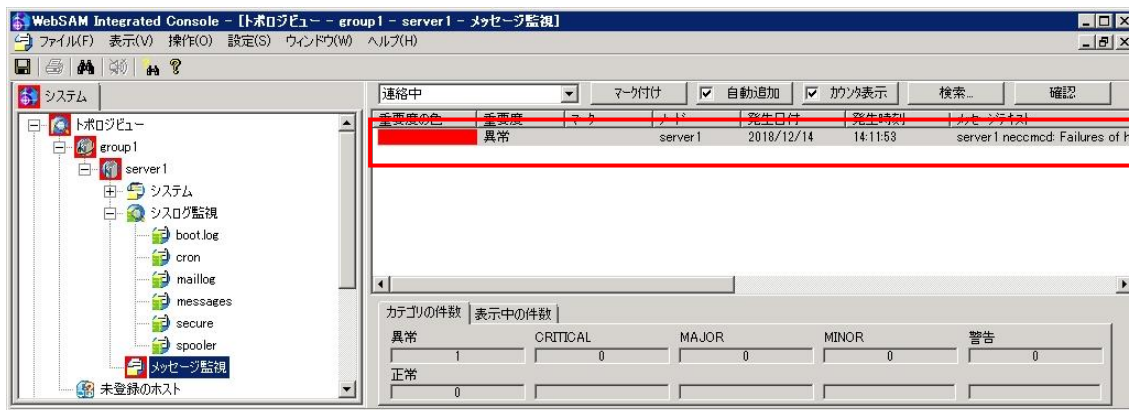 WebSAM Integrated Console - [トポロジビュー - group1 - server1 - メッセージ監視]
ファイル(F) 表示(V) 操作(O) 設定(S) ウィンドウ(W) ヘルプ(H)
システム
トポロジビュー
group1
server1
システム
シスログ監視
boot.log
cron
maillog
messages
secure
spooler
メッセージ監視
未登録のホスト
連絡中 マーク付け 自動追加 カウンタ表示 検索... 確認
重要度の色 重要度 マーク ノード 発生日付 発生時刻 メッセージテキスト
異常 server1 2018/12/14 14:11:53 server1 neccmcd: Failures of h
カテゴリの件数 表示中の件数
異常 CRITICAL MAJOR MINOR 警告
1 0 0 0 0
正常
0